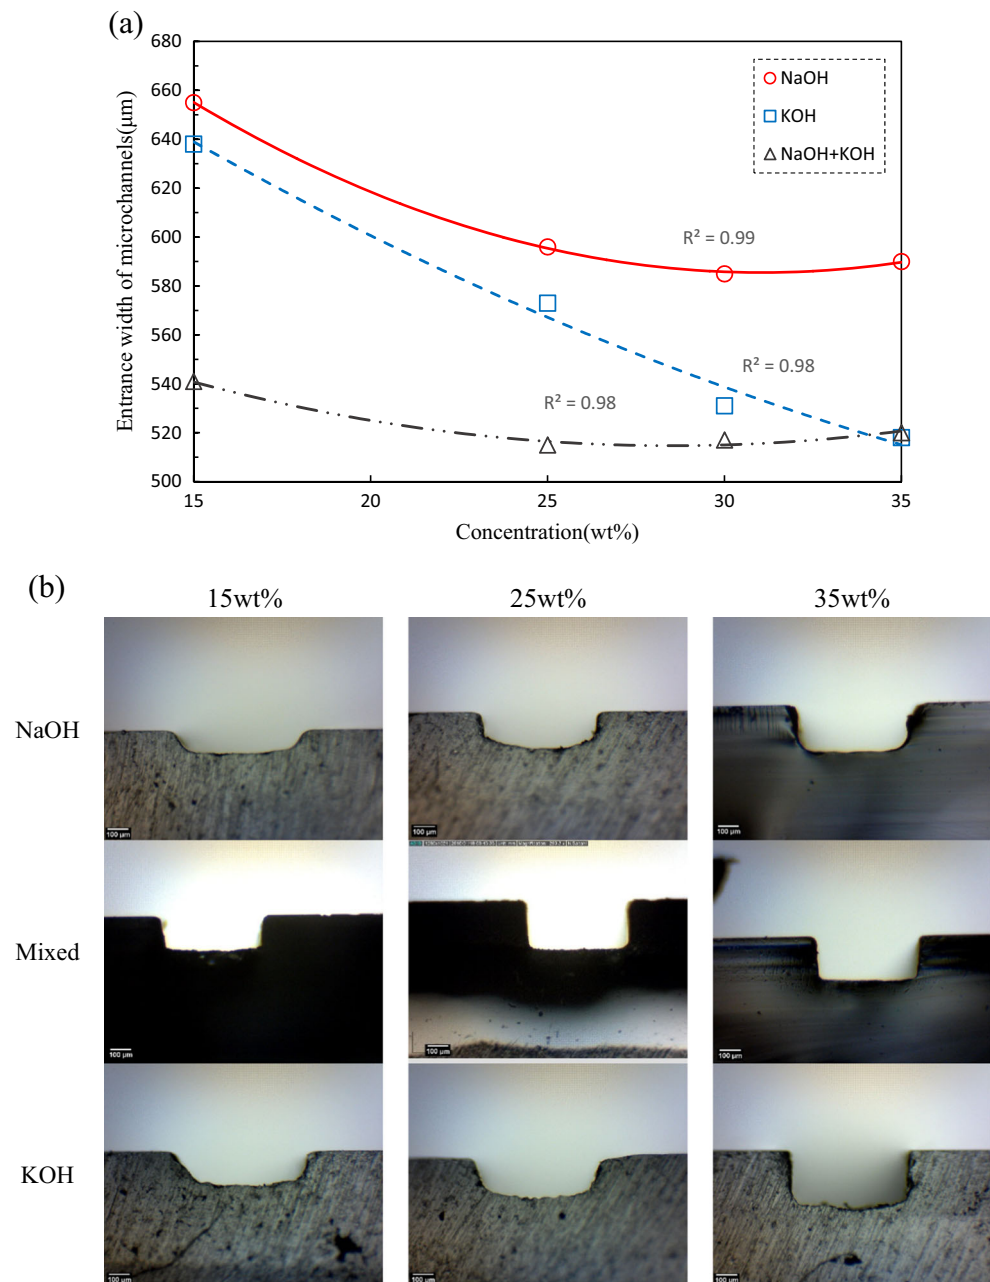 (a)
680
660
640
620
600
580
560
540
520
500
15
20
25
30
35
Entrance width of microchannels(μm)
Concentration(wt%)
NaOH
KOH
NaOH+KOH
R² = 0.99
R² = 0.98
R² = 0.98
(b)
15wt% 25wt% 35wt%
NaOH
100 μm
100 μm
100 μm
Mixed
100 μm
100 μm
100 μm
KOH
100 μm
100 μm
100 μm